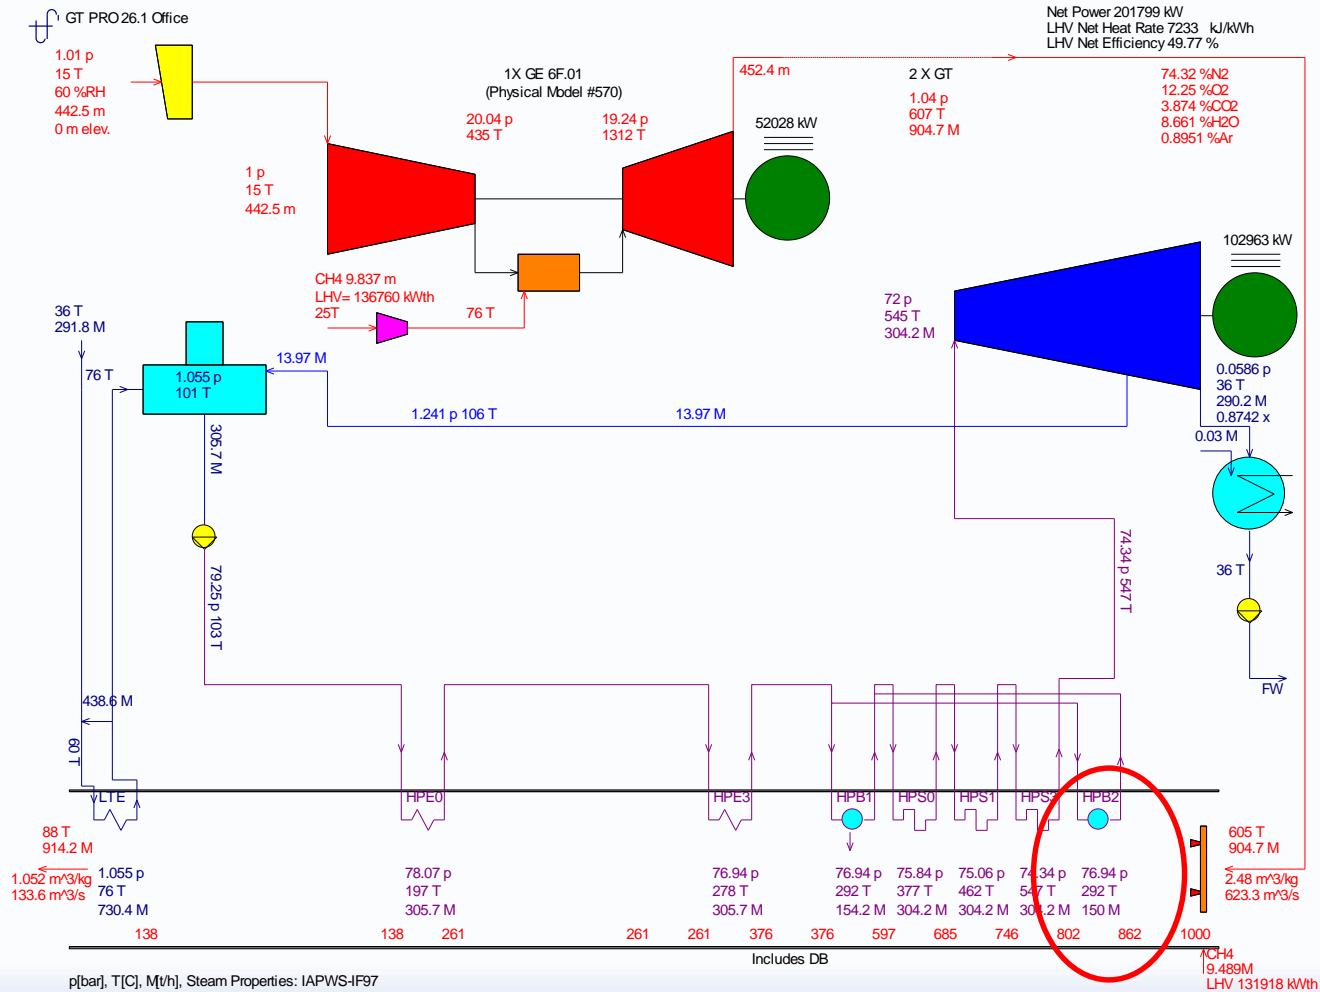 GT PRO 26.1 Office
Net Power 201799 kW
LHV Net Heat Rate 7233 kJ/kWh
LHV Net Efficiency 49.77 %
1.01 p
15 T
60 %RH
442.5 m
0 m elev.
1X GE 6F.01
(Physical Model #570)
20.04 p
435 T
19.24 p
1312 T
452.4 m
52028 kW
2 X GT
1.04 p
607 T
904.7 M
74.32 %N2
12.25 %O2
3.874 %CO2
8.661 %H2O
0.8951 %Ar
1 p
15 T
442.5 m
CH4 9.837 m
LHV= 136760 kWth
25T
76 T
102963 kW
72 p
545 T
304.2 M
36 T
291.8 M
76 T
1.055 p
101 T
13.97 M
1.241 p 106 T
13.97 M
0.0586 p
36 T
290.2 M
0.8742 x
0.03 M
305.7 M
79.25 p 103 T
74.34 p 547 T
36 T
FW
438.6 M
60 T
LTE
HPE0
HPE3
HPB1
HPS0
HPS1
HPS3
HPB2
88 T
914.2 M
1.052 m^3/kg
133.6 m^3/s
1.055 p
76 T
730.4 M
78.07 p
197 T
305.7 M
76.94 p
278 T
305.7 M
76.94 p
292 T
154.2 M
75.84 p
377 T
304.2 M
75.06 p
462 T
304.2 M
74.34 p
547 T
304.2 M
76.94 p
292 T
150 M
605 T
904.7 M
2.48 m^3/kg
623.3 m^3/s
138
138
261
261
261
376
376
597
685
746
802
862
1000
Includes DB
CH4
9.489M
LHV 131918 kWth
p[bar], T[C], M[t/h], Steam Properties: IAPWS-IF97